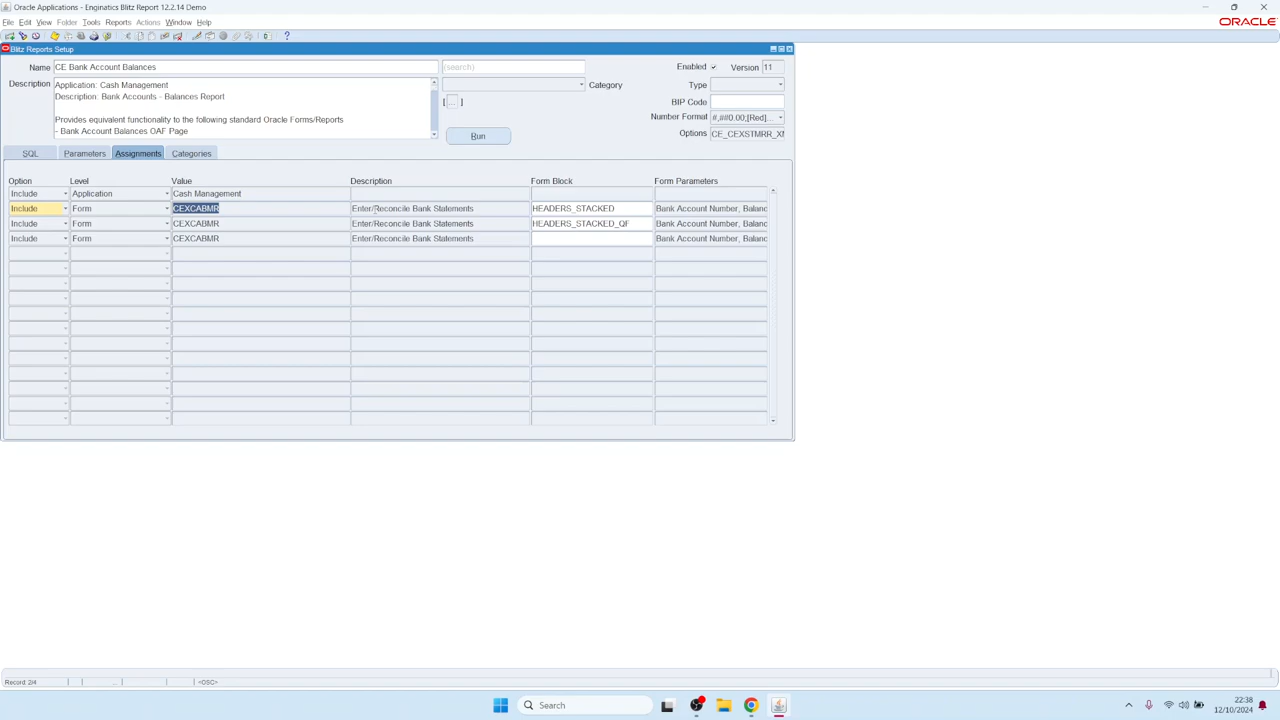 Oracle Applications - Enginatics Blitz Report 12.2.14 Demo
File Edit View Folder Tools Reports Actions Window Help
ORACLE
Blitz Reports Setup
Name CE Bank Account Balances (search) Enabled Version 11
Description Application: Cash Management Category Type
Description: Bank Accounts - Balances Report
[ ... ] BIP Code
Provides equivalent functionality to the following standard Oracle Forms/Reports Number Format #,##0.00;[Red]...
- Bank Account Balances OAF Page Run Options CE_CEXSTMRR_XM
SQL Parameters Assignments Categories
Option Level Value Description Form Block Form Parameters
Include Application Cash Management
Include Form CEXCABMR Enter/Reconcile Bank Statements HEADERS_STACKED Bank Account Number, Balanc
Include Form CEXCABMR Enter/Reconcile Bank Statements HEADERS_STACKED_QF Bank Account Number, Balanc
Include Form CEXCABMR Enter/Reconcile Bank Statements Bank Account Number, Balanc
Record: 2/4 ... <OSC>
Search
22:38
12/10/2024